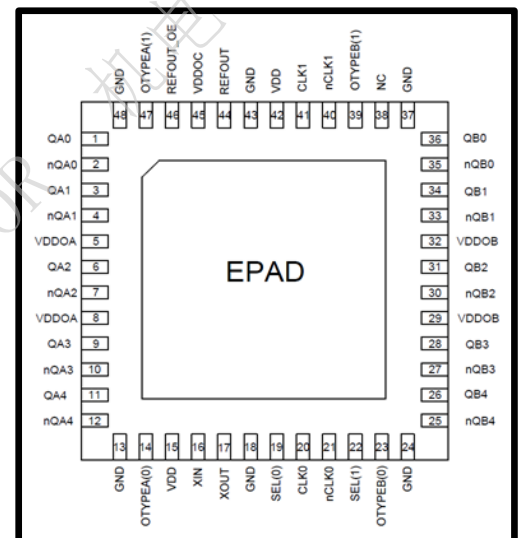 OR 机电
GND OTYPEA(1) REFOUT_OE VDDOC REFOUT GND VDD CLK1 nCLK1 OTYPEB(1) NC GND
48 47 46 45 44 43 42 41 40 39 38 37
QA0 1 36 QB0
nQA0 2 35 nQB0
QA1 3 34 QB1
nQA1 4 33 nQB1
VDDOA 5 32 VDDOB
QA2 6 31 QB2
EPAD
nQA2 7 30 nQB2
VDDOA 8 29 VDDOB
QA3 9 28 QB3
nQA3 10 27 nQB3
QA4 11 26 QB4
nQA4 12 25 nQB4
13 14 15 16 17 18 19 20 21 22 23 24
GND OTYPEA(0) VDD XIN XOUT GND SEL(0) CLK0 nCLK0 SEL(1) OTYPEB(0) GND